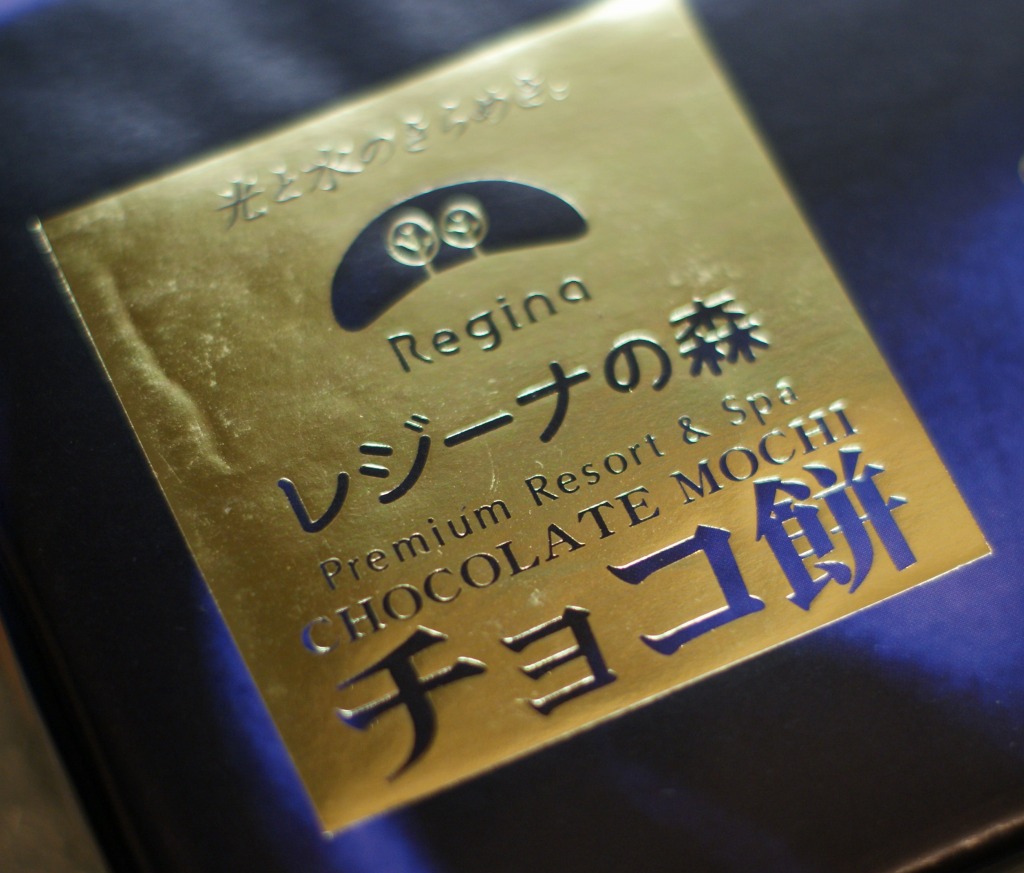 光と水のきらめき。
Regina
レジーナの森
Premium Resort & Spa
CHOCOLATE MOCHI
チョコ餅